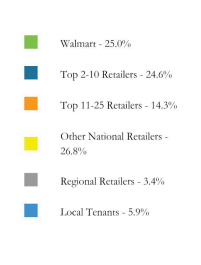 Walmart - 25.0%
Top 2-10 Retailers - 24.6%
Top 11-25 Retailers - 14.3%
Other National Retailers -
26.8%
Regional Retailers - 3.4%
Local Tenants - 5.9%